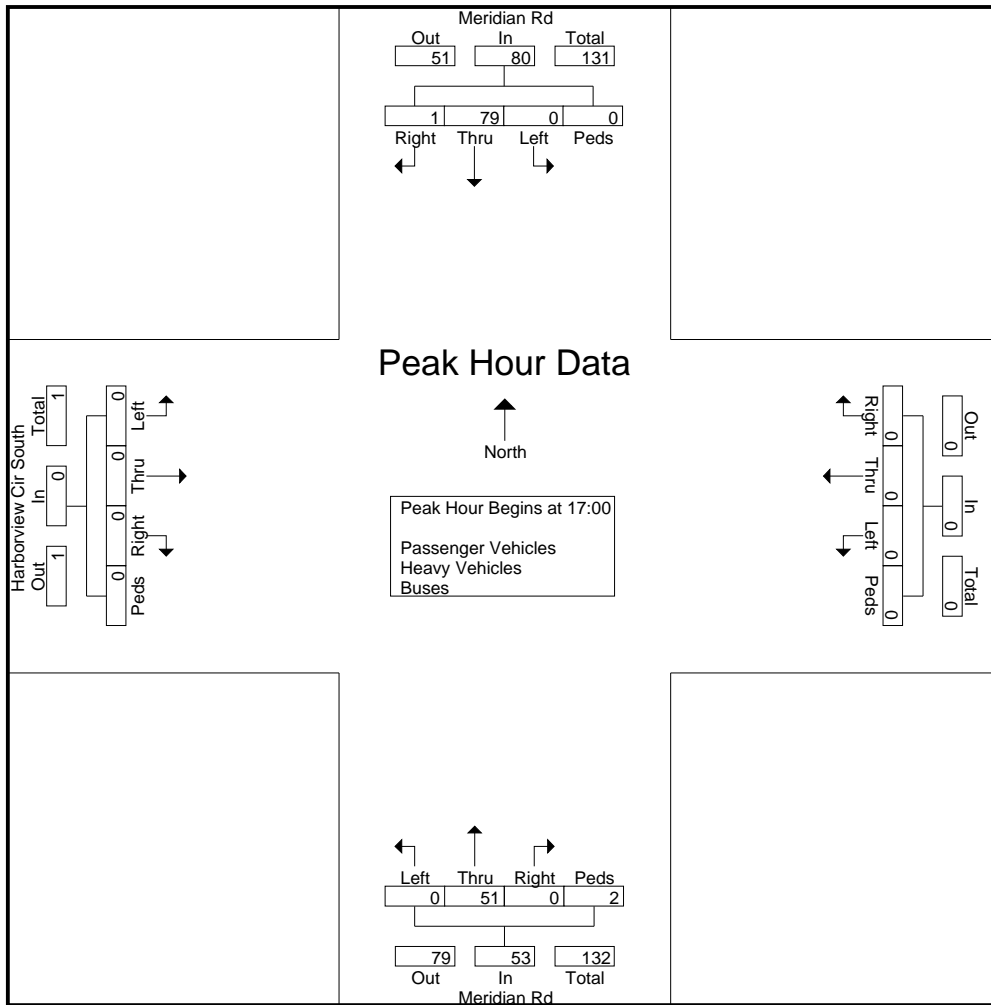 Meridian Rd
Out In Total
51 80 131
1 79 0 0
Right Thru Left Peds
Peak Hour Data
North
Peak Hour Begins at 17:00
Passenger Vehicles
Heavy Vehicles
Buses
Harborview Cir South
Out In Total
1 0 1
Peds Right Thru Left
0 0 0 0
Right Thru Left Peds
0 0 0 0
Out In Total
0 0 0
Left Thru Right Peds
0 51 0 2
79 53 132
Out In Total
Meridian Rd